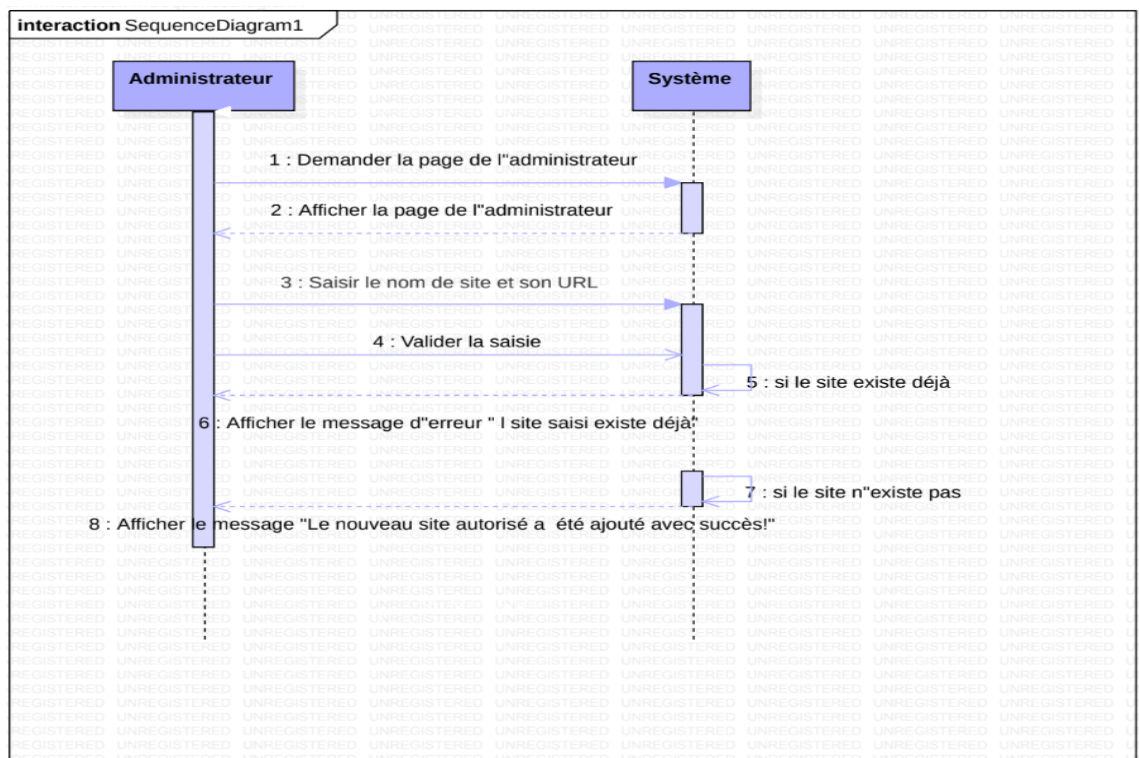 interaction SequenceDiagram1
Administrateur
Système
1 : Demander la page de l"administrateur
2 : Afficher la page de l"administrateur
3 : Saisir le nom de site et son URL
4 : Valider la saisie
5 : si le site existe déjà
6 : Afficher le message d"erreur " l site saisi existe déjà"
7 : si le site n"existe pas
8 : Afficher le message "Le nouveau site autorisé a été ajouté avec succès!"
UNREGISTERED